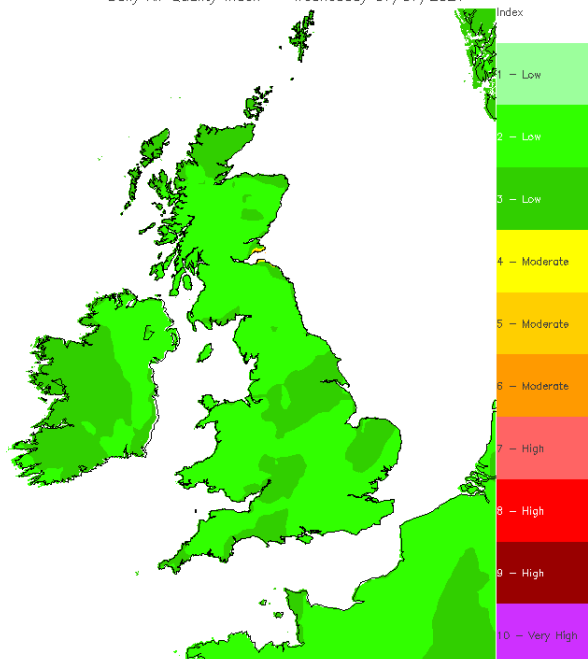 Index
1 - Low
2 - Low
3 - Low
4 - Moderate
5 - Moderate
6 - Moderate
7 - High
8 - High
9 - High
10 - Very High